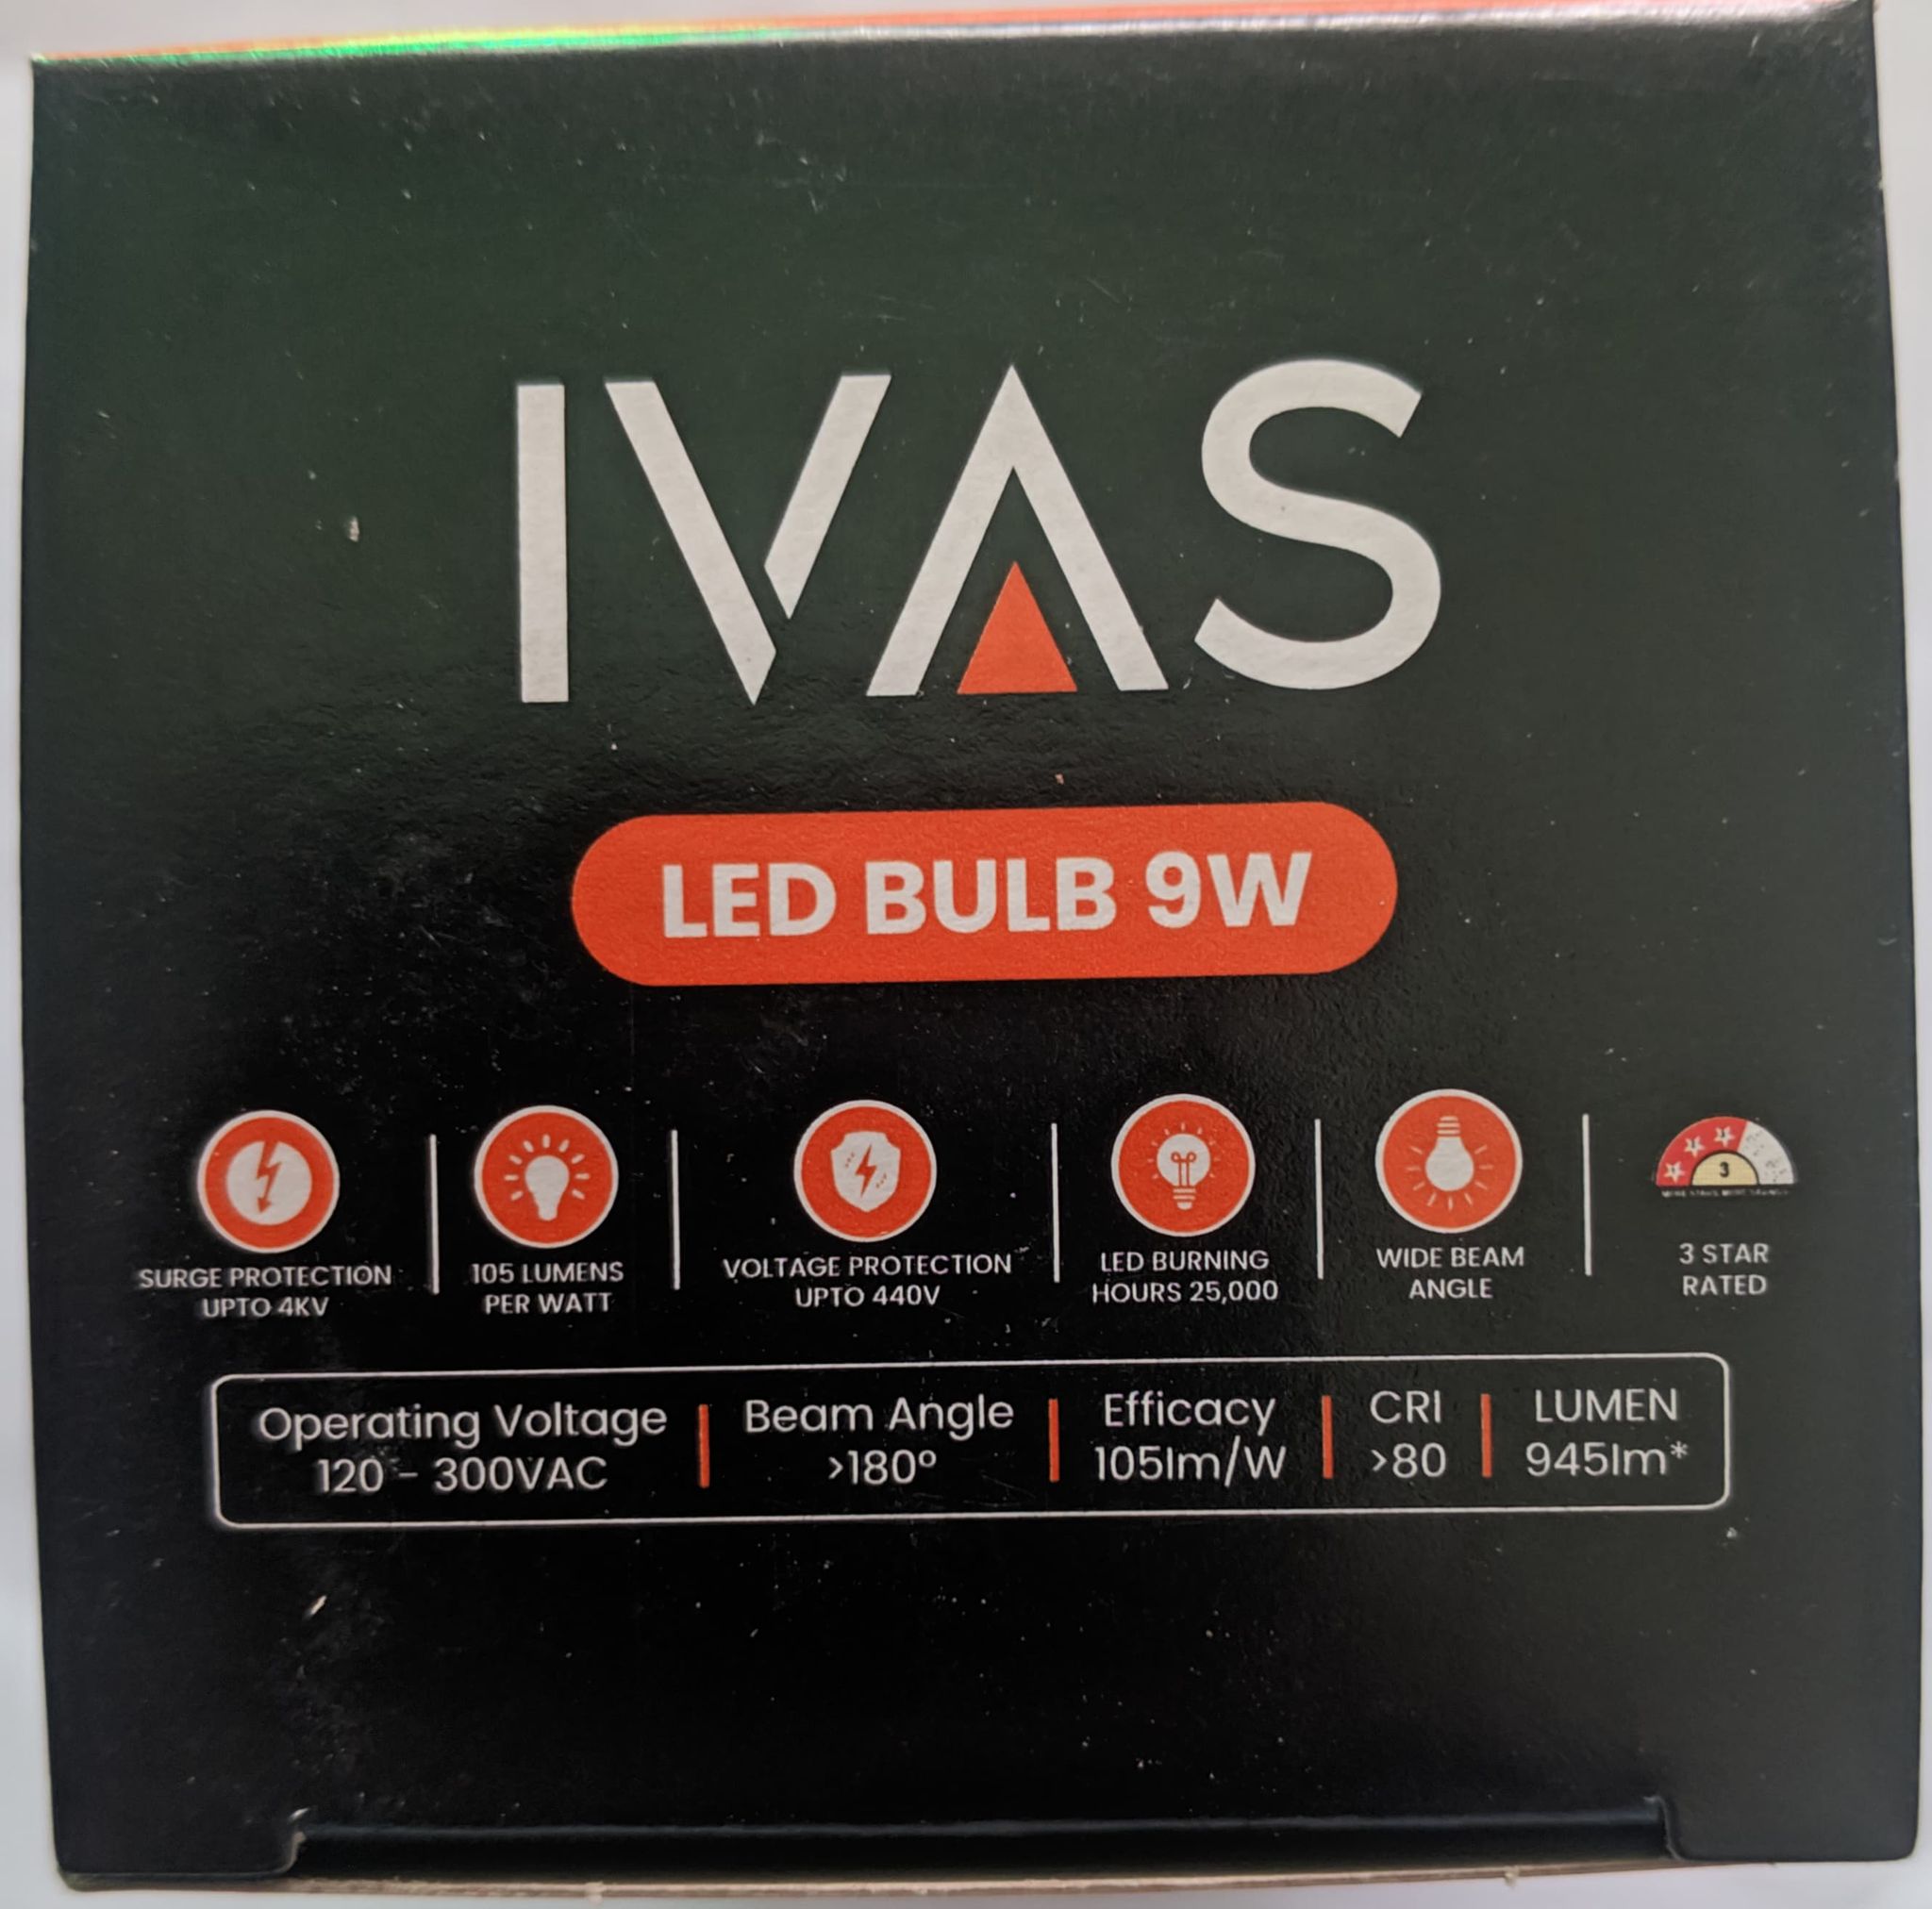 IVAS
LED BULB 9W
3
SURGE PROTECTION
UPTO 4KV
105 LUMENS
PER WATT
VOLTAGE PROTECTION
UPTO 440V
LED BURNING
HOURS 25,000
WIDE BEAM
ANGLE
3 STAR
RATED
Operating Voltage
120 - 300VAC
Beam Angle
>180°
Efficacy
105lm/W
CRI
>80
LUMEN
945lm*